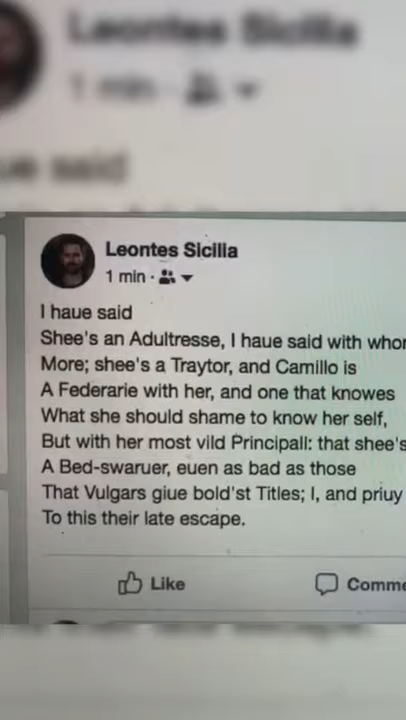 Leontes Sicilia
1 min
ue said
Leontes Sicilia
1 min ·
I haue said
Shee's an Adultresse, I haue said with whor
More; shee's a Traytor, and Camillo is
A Federarie with her, and one that knowes
What she should shame to know her self,
But with her most vild Principall: that shee's
A Bed-swaruer, euen as bad as those
That Vulgars giue bold'st Titles; I, and priuy
To this their late escape.
Like
Comme